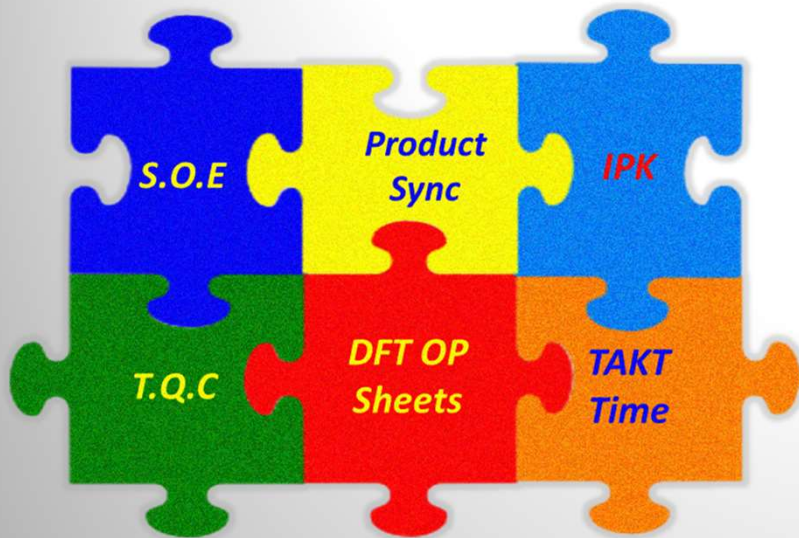 S.O.E
Product
Sync
IPK
T.Q.C
DFT OP
Sheets
TAKT
Time